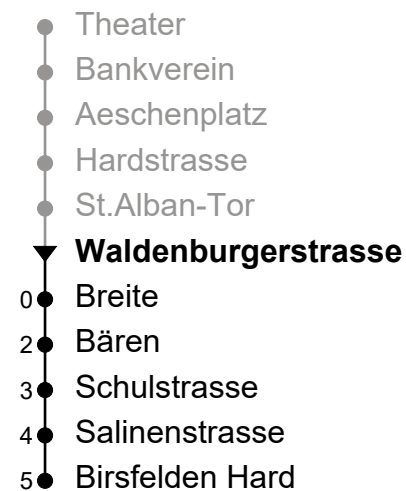 Theater
Bankverein
Aeschenplatz
Hardstrasse
St.Alban-Tor
Waldenburgerstrasse
0 Breite
2 Bären
3 Schulstrasse
4 Salinenstrasse
5 Birsfelden Hard